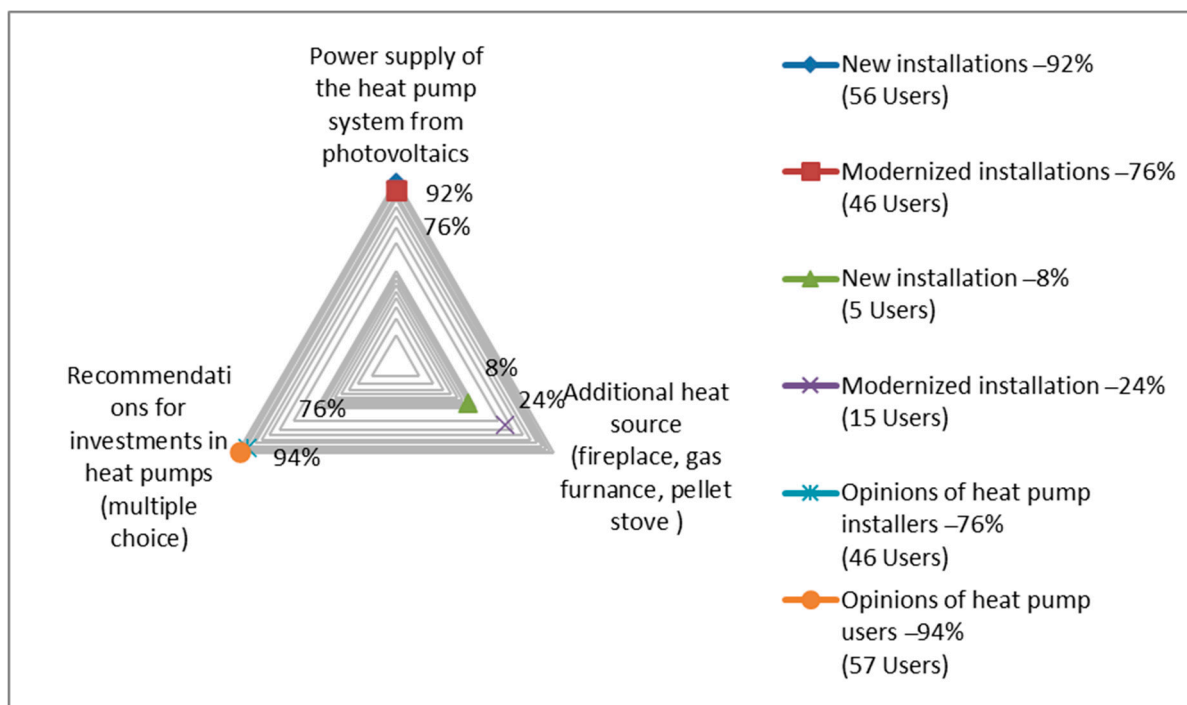 Power supply of
the heat pump
system from
photovoltaics
92%
76%
8%
24%
Additional heat
source
(fireplace, gas
furnance, pellet
stove )
Recommendati
ons for
investments in
heat pumps
(multiple
choice)
76%
94%
New installations –92%
(56 Users)
Modernized installations –76%
(46 Users)
New installation –8%
(5 Users)
Modernized installation –24%
(15 Users)
Opinions of heat pump
installers –76%
(46 Users)
Opinions of heat pump
users –94%
(57 Users)